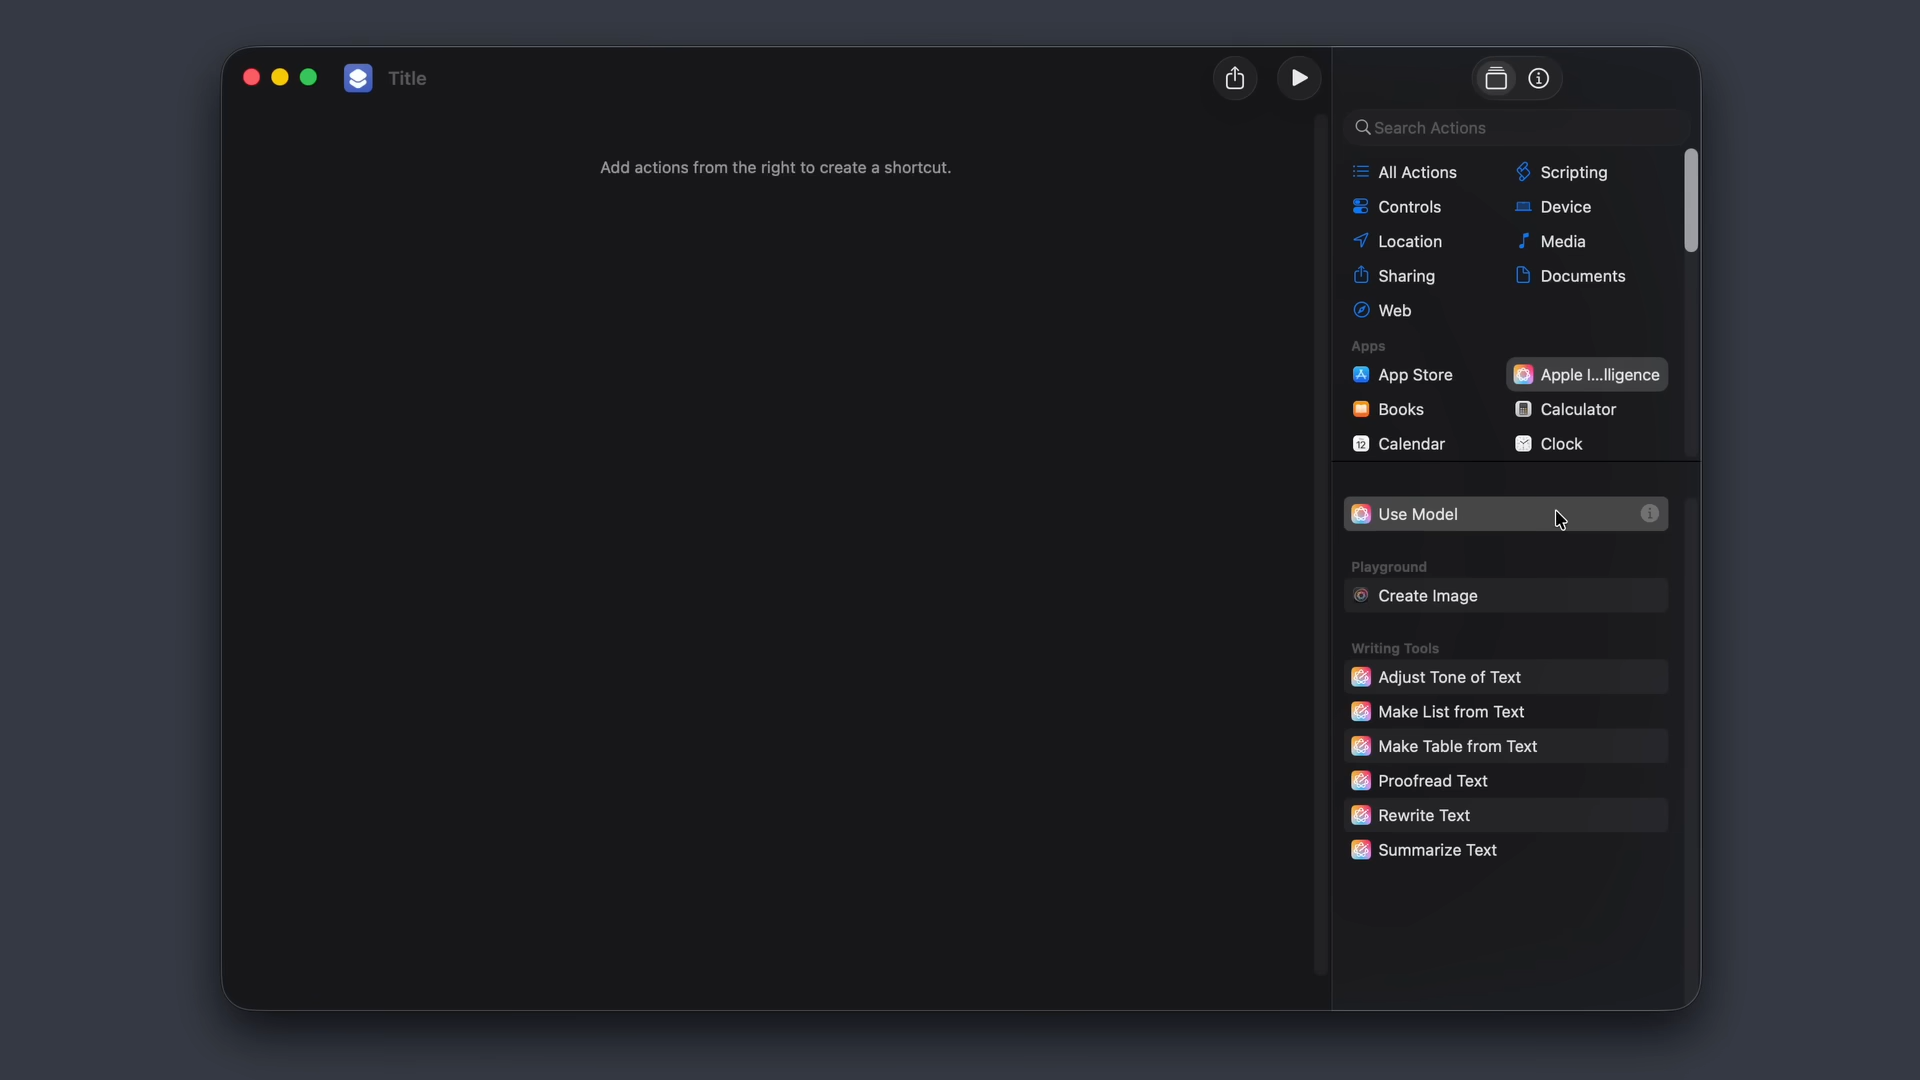 Title
Add actions from the right to create a shortcut.
Search Actions
All Actions
Scripting
Controls
Device
Location
Media
Sharing
Documents
Web
Apps
App Store
Apple I...lligence
Books
Calculator
Calendar
Clock
12
Use Model
Playground
Create Image
Writing Tools
Adjust Tone of Text
Make List from Text
Make Table from Text
Proofread Text
Rewrite Text
Summarize Text